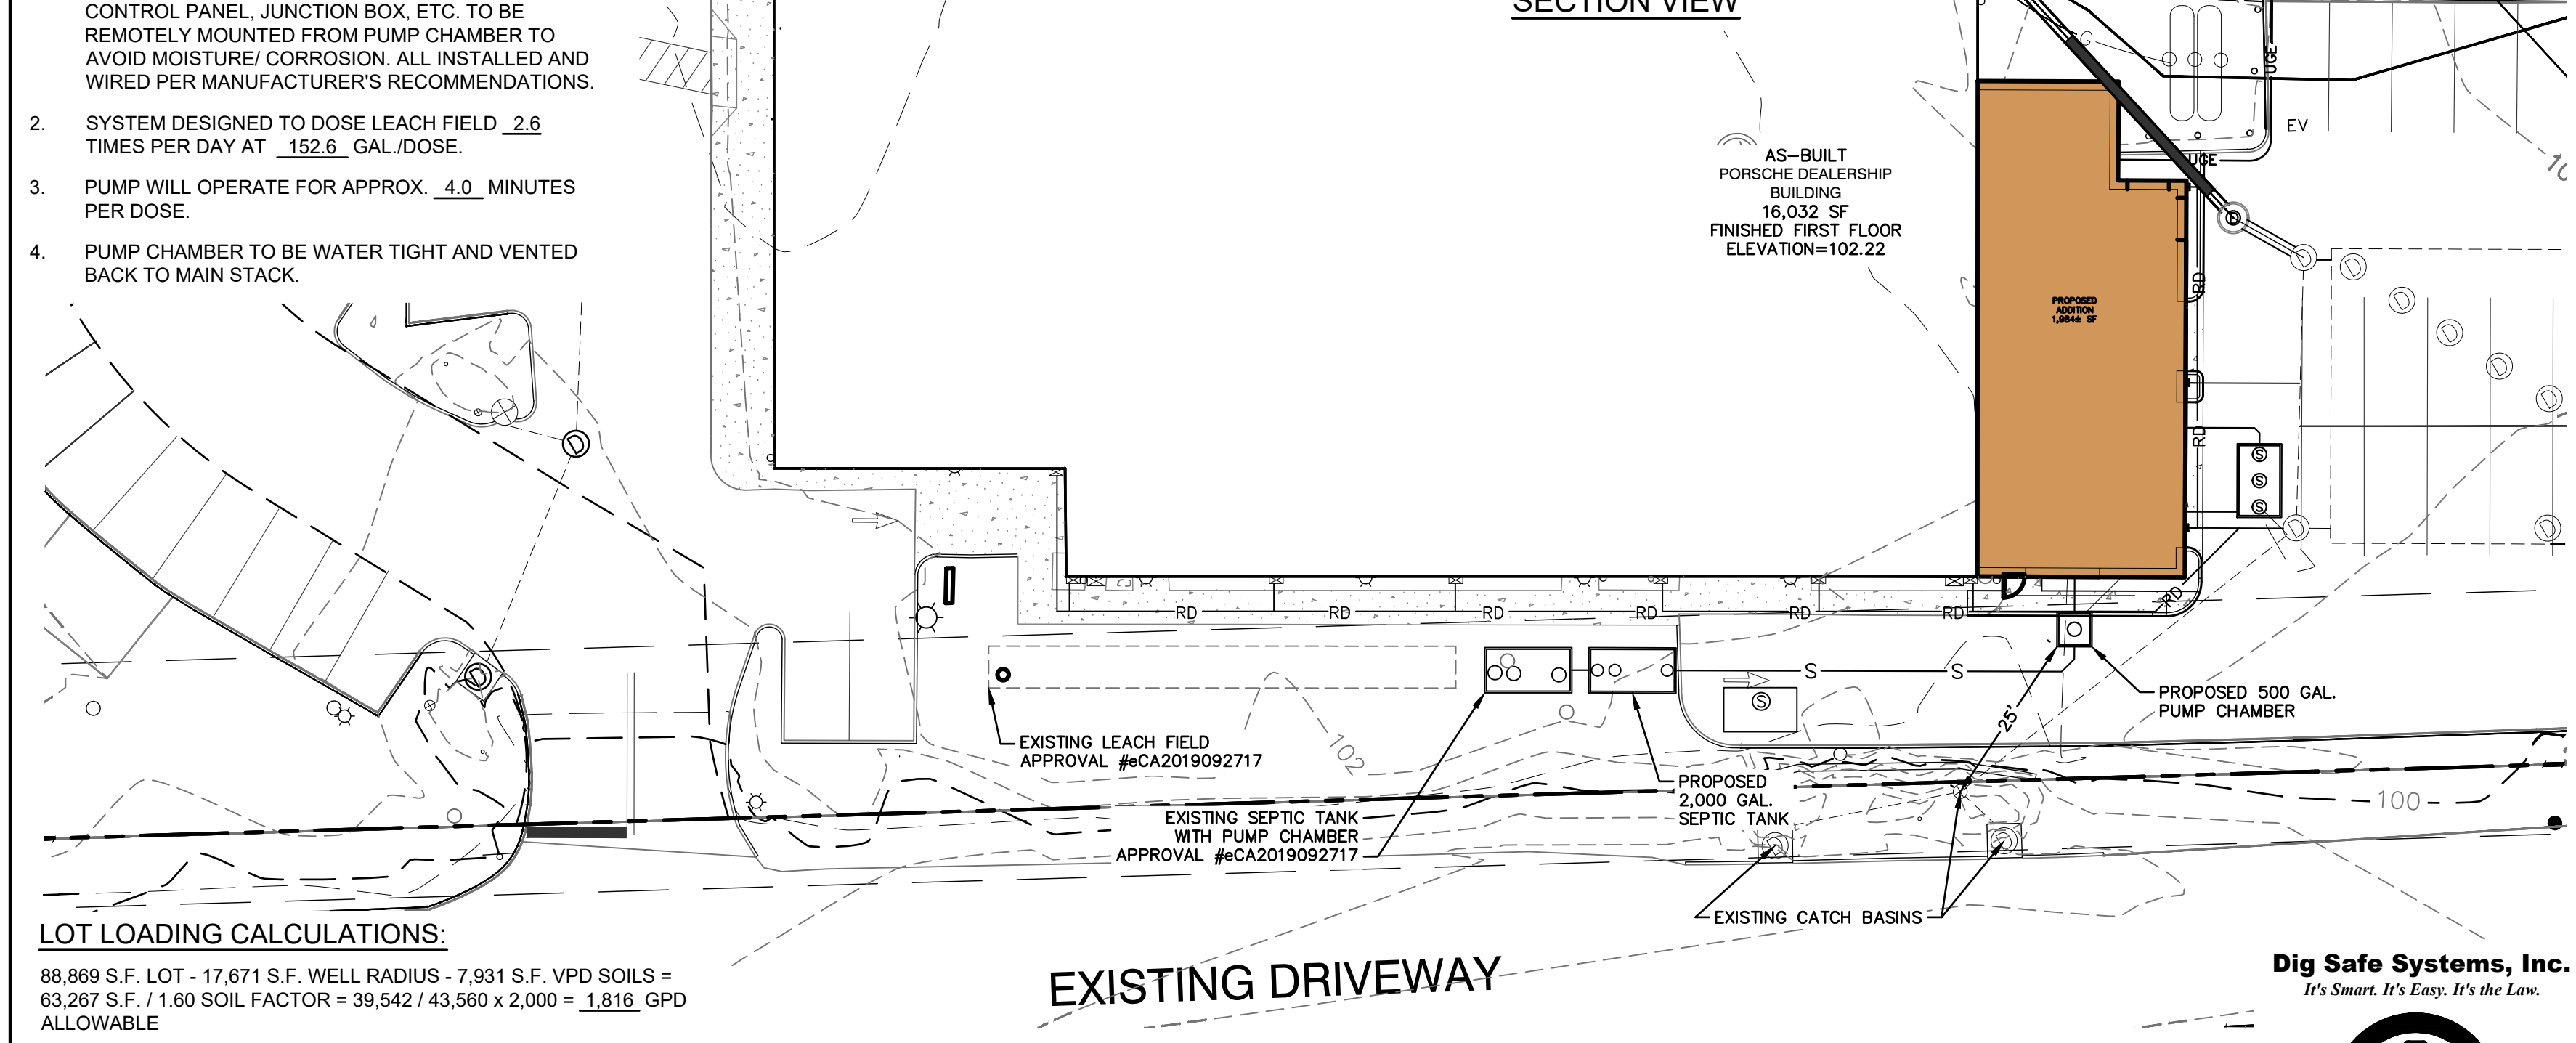 CONTROL PANEL, JUNCTION BOX, ETC. TO BE
REMOTELY MOUNTED FROM PUMP CHAMBER TO
AVOID MOISTURE/ CORROSION. ALL INSTALLED AND
WIRED PER MANUFACTURER'S RECOMMENDATIONS.
2. SYSTEM DESIGNED TO DOSE LEACH FIELD 2.6
TIMES PER DAY AT 152.6 GAL./DOSE.
3. PUMP WILL OPERATE FOR APPROX. 4.0 MINUTES
PER DOSE.
4. PUMP CHAMBER TO BE WATER TIGHT AND VENTED
BACK TO MAIN STACK.
SECTION VIEW
G
UGE
EV
UGE
AS-BUILT
PORSCHE DEALERSHIP
BUILDING
16,032 SF
FINISHED FIRST FLOOR
ELEVATION=102.22
PROPOSED
ADDITION
1,984± SF
RD
RD
D
D
D
D
D
D
D
D
D
D
S
S
S
RD
RD
RD
RD
RD
RD
RD
S
S
S
25'
PROPOSED 500 GAL.
PUMP CHAMBER
EXISTING LEACH FIELD
APPROVAL #eCA2019092717
102
PROPOSED
2,000 GAL.
SEPTIC TANK
EXISTING SEPTIC TANK
WITH PUMP CHAMBER
APPROVAL #eCA2019092717
100
D
D
EXISTING CATCH BASINS
LOT LOADING CALCULATIONS:
88,869 S.F. LOT - 17,671 S.F. WELL RADIUS - 7,931 S.F. VPD SOILS =
63,267 S.F. / 1.60 SOIL FACTOR = 39,542 / 43,560 x 2,000 = 1,816 GPD
ALLOWABLE
EXISTING DRIVEWAY
Dig Safe Systems, Inc.
It's Smart. It's Easy. It's the Law.